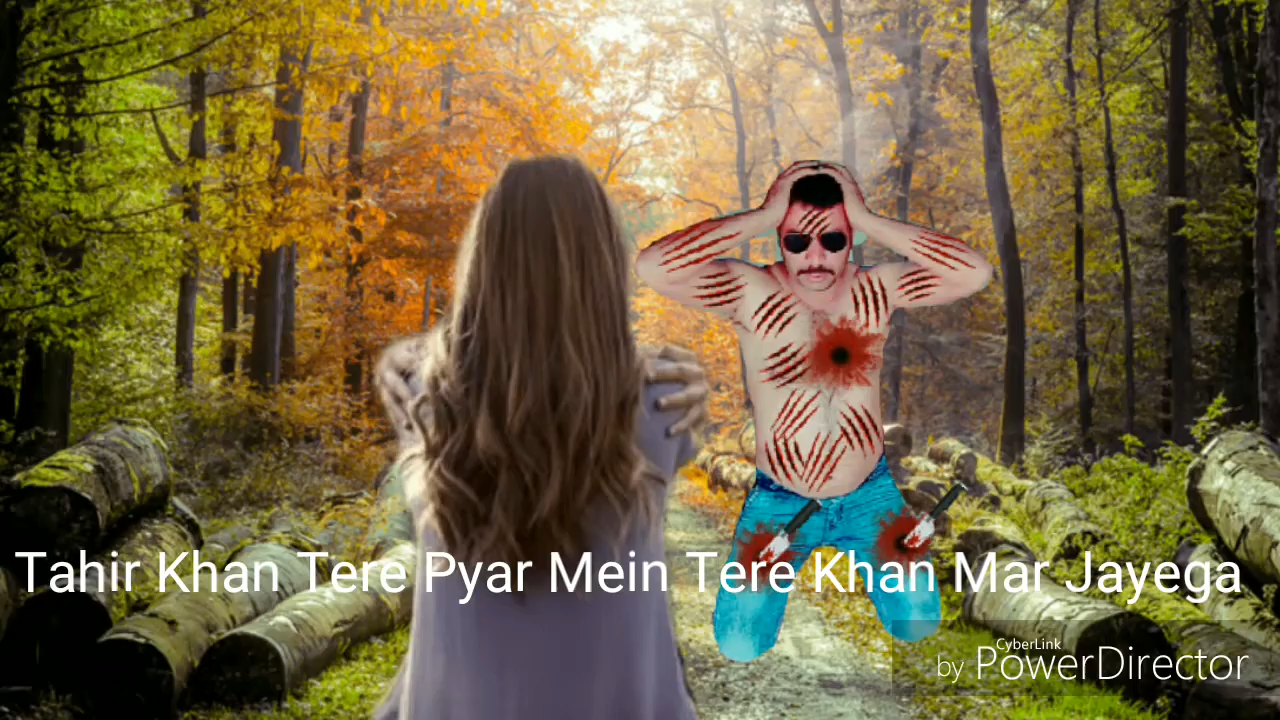 Tahir Khan Tere Pyar Mein Tere Khan Mar Jayega
CyberLink
by PowerDirector